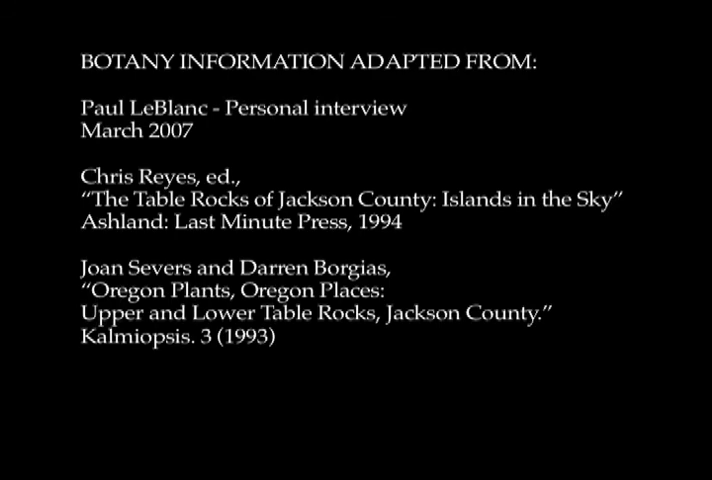 BOTANY INFORMATION ADAPTED FROM:
Paul LeBlanc - Personal interview
March 2007
Chris Reyes, ed.,
“The Table Rocks of Jackson County: Islands in the Sky”
Ashland: Last Minute Press, 1994
Joan Severs and Darren Borgias,
“Oregon Plants, Oregon Places:
Upper and Lower Table Rocks, Jackson County.”
Kalmiopsis. 3 (1993)